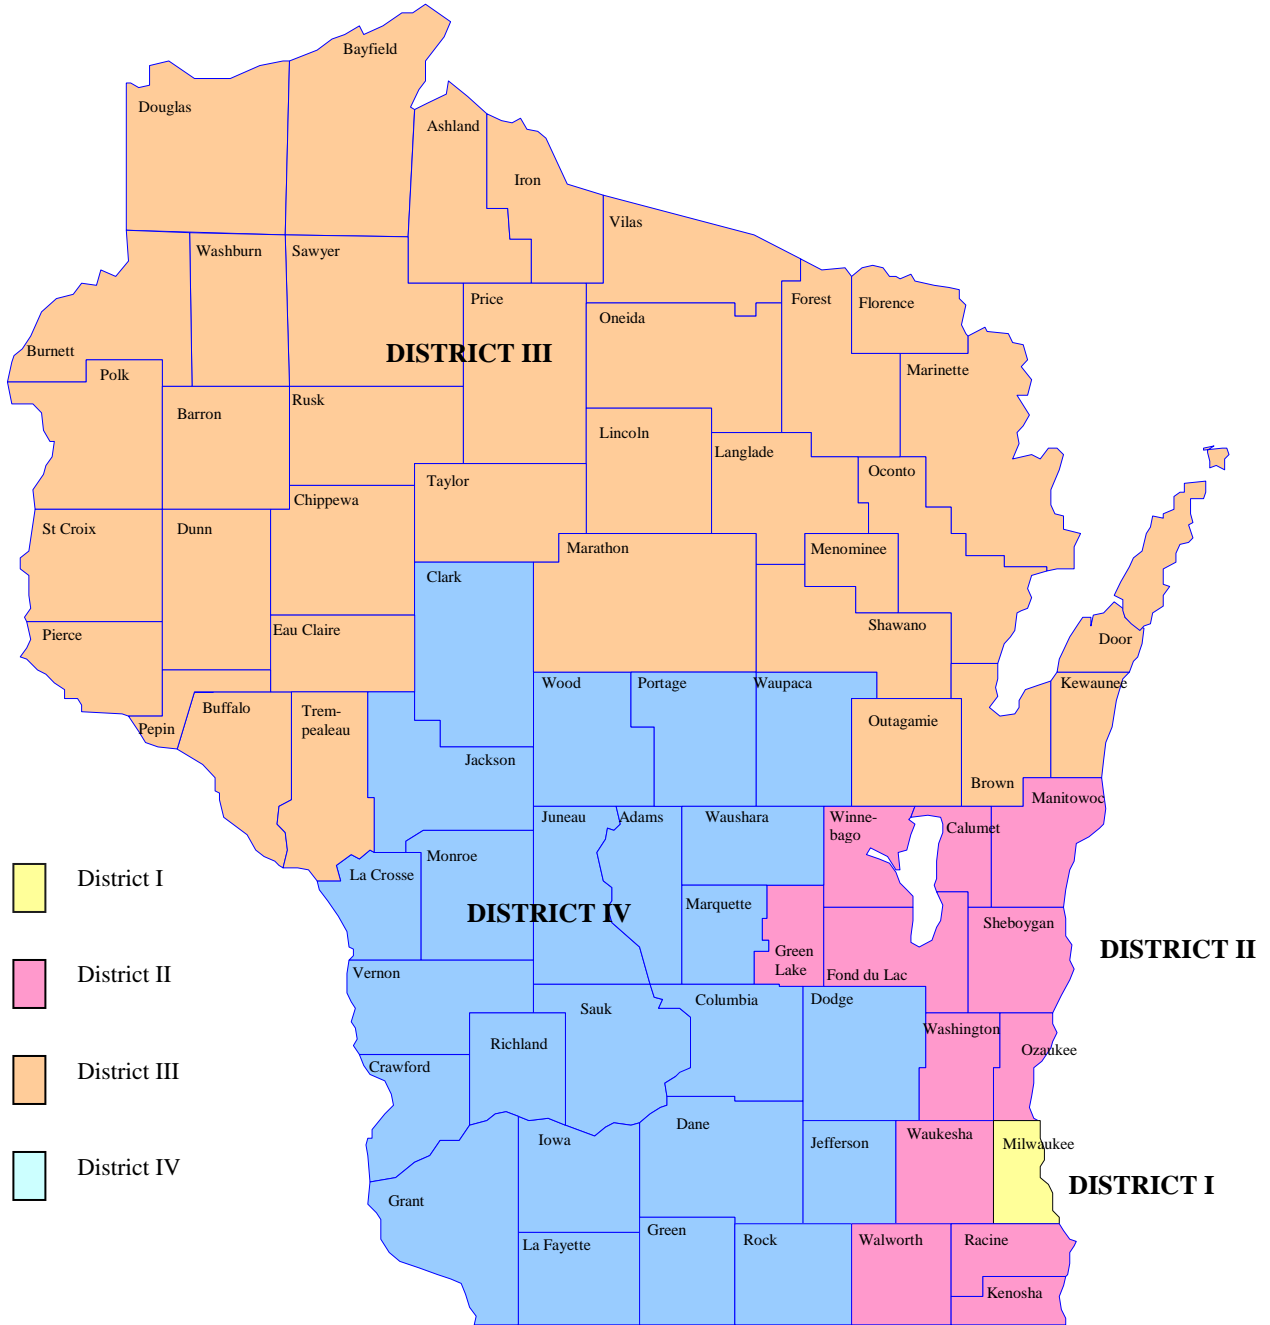 Bayfield
Douglas
Ashland
Iron
Vilas
Washburn
Sawyer
Price
Forest
Florence
Oneida
Burnett
DISTRICT III
Polk
Marinette
Barron
Rusk
Lincoln
Langlade
Oconto
Taylor
Chippewa
St Croix
Dunn
Marathon
Menominee
Clark
Shawano
Eau Claire
Pierce
Door
Wood
Portage
Waupaca
Kewaunee
Buffalo
Trem-
pealeau
Outagamie
Pepin
Jackson
Brown
Manitowoc
Juneau
Adams
Waushara
Winne-
bago
Calumet
Monroe
La Crosse
District I
DISTRICT IV
Marquette
Sheboygan
Green
Lake
DISTRICT II
Vernon
Fond du Lac
District II
Sauk
Columbia
Dodge
Washington
Richland
Ozaukee
Crawford
District III
Dane
Iowa
Jefferson
Waukesha
Milwaukee
District IV
DISTRICT I
Grant
Green
La Fayette
Rock
Walworth
Racine
Kenosha